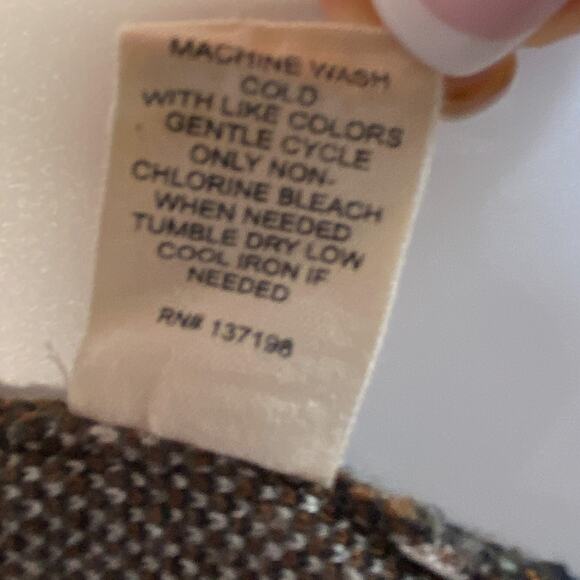 MACHINE WASH
COLD
WITH LIKE COLORS
GENTLE CYCLE
ONLY NON-
CHLORINE BLEACH
WHEN NEEDED
TUMBLE DRY LOW
COOL IRON IF
NEEDED
RN# 137198